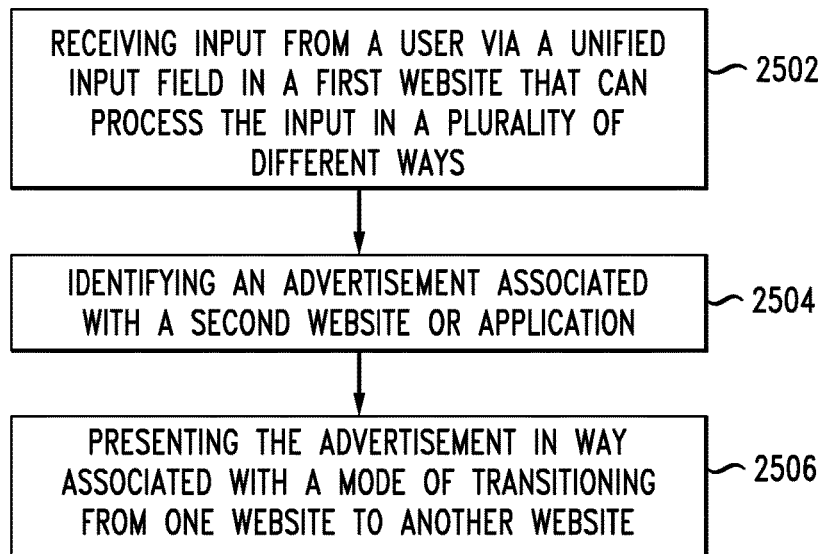 RECEIVING INPUT FROM A USER VIA A UNIFIED
INPUT FIELD IN A FIRST WEBSITE THAT CAN
PROCESS THE INPUT IN A PLURALITY OF
DIFFERENT WAYS
2502
IDENTIFYING AN ADVERTISEMENT ASSOCIATED
WITH A SECOND WEBSITE OR APPLICATION
2504
PRESENTING THE ADVERTISEMENT IN WAY
ASSOCIATED WITH A MODE OF TRANSITIONING
FROM ONE WEBSITE TO ANOTHER WEBSITE
2506